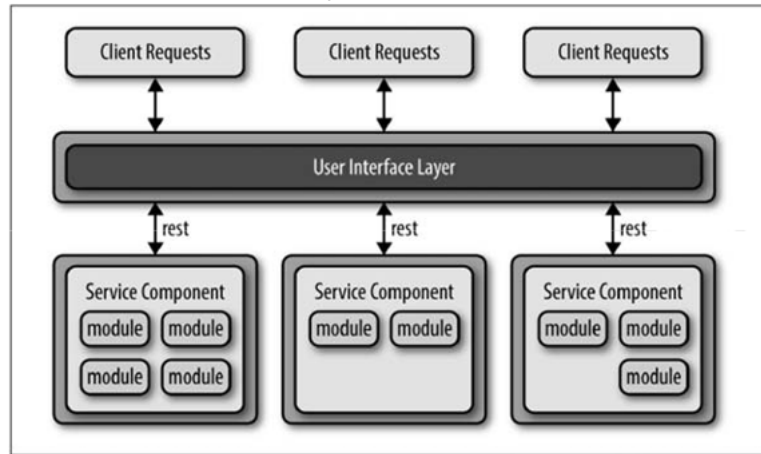 Client Requests
Client Requests
Client Requests
User Interface Layer
rest
rest
rest
Service Component
module
module
module
module
Service Component
module
module
Service Component
module
module
module